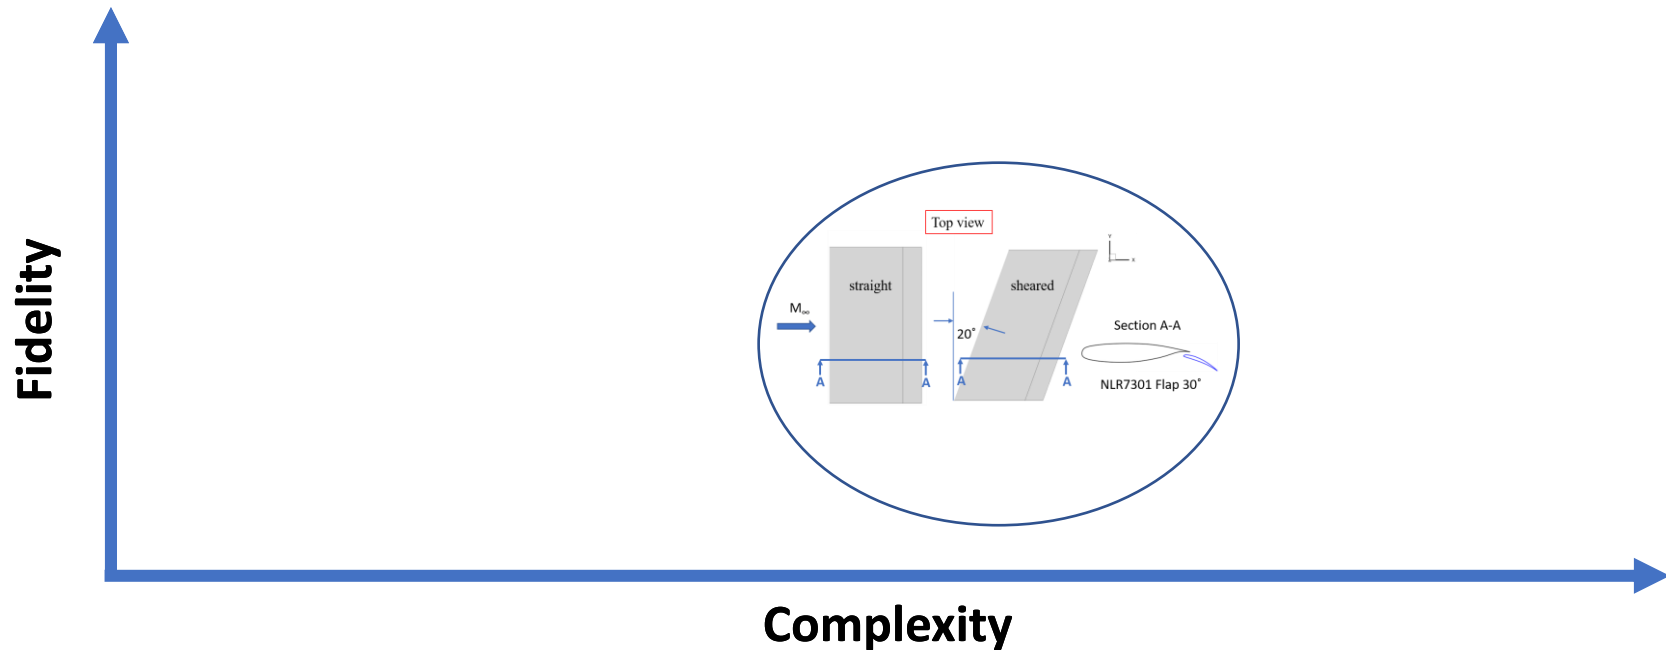 Fidelity
Top view
straight
sheared
Y
X
M∞
20°
Section A-A
A
A
A
A
NLR7301 Flap 30°
Complexity